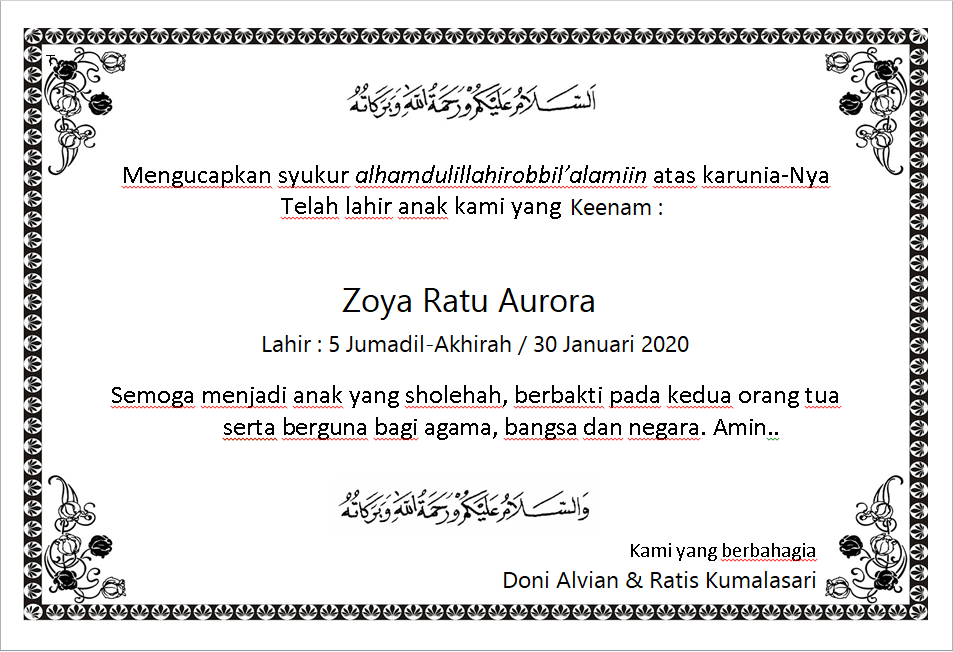 السلام عليكم ورحمة الله وبركاته
Mengucapkan syukur alhamdulillahirobbil’alamiin atas karunia-Nya
Telah lahir anak kami yang Keenam :
Zoya Ratu Aurora
Lahir : 5 Jumadil-Akhirah / 30 Januari 2020
Semoga menjadi anak yang sholehah, berbakti pada kedua orang tua
serta berguna bagi agama, bangsa dan negara. Amin..
والسلام عليكم ورحمة الله وبركاته
Kami yang berbahagia
Doni Alvian & Ratis Kumalasari